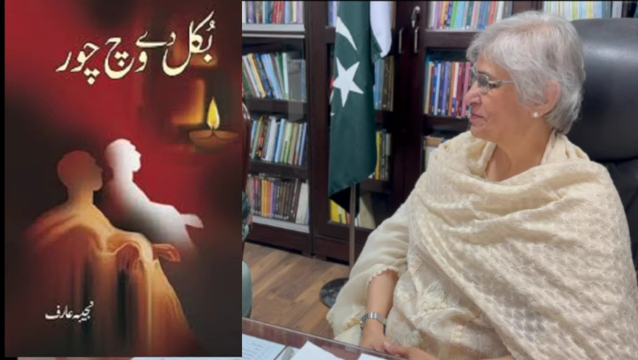 بُکل دے وچ چور
نجیبہ عارف